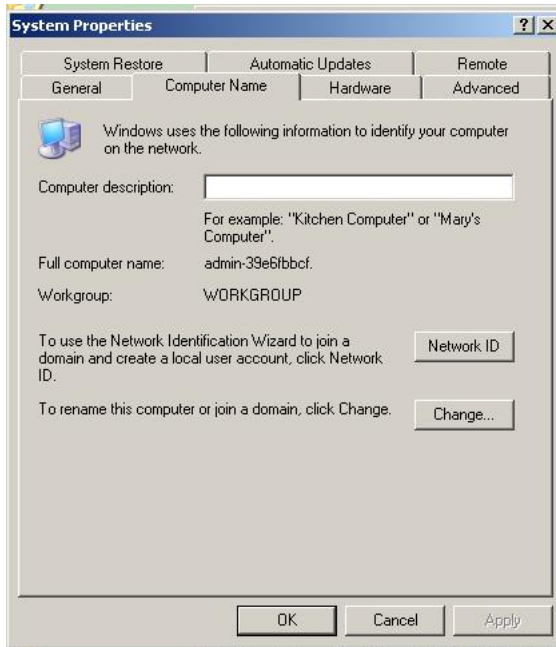 System Properties
System Restore
Automatic Updates
Remote
General
Computer Name
Hardware
Advanced
Windows uses the following information to identify your computer
on the network.
Computer description:
For example: "Kitchen Computer" or "Mary's
Computer".
Full computer name: admin-39e6fbbcf.
Workgroup: WORKGROUP
To use the Network Identification Wizard to join a
domain and create a local user account, click Network
ID.
Network ID
To rename this computer or join a domain, click Change.
Change...
OK
Cancel
Apply